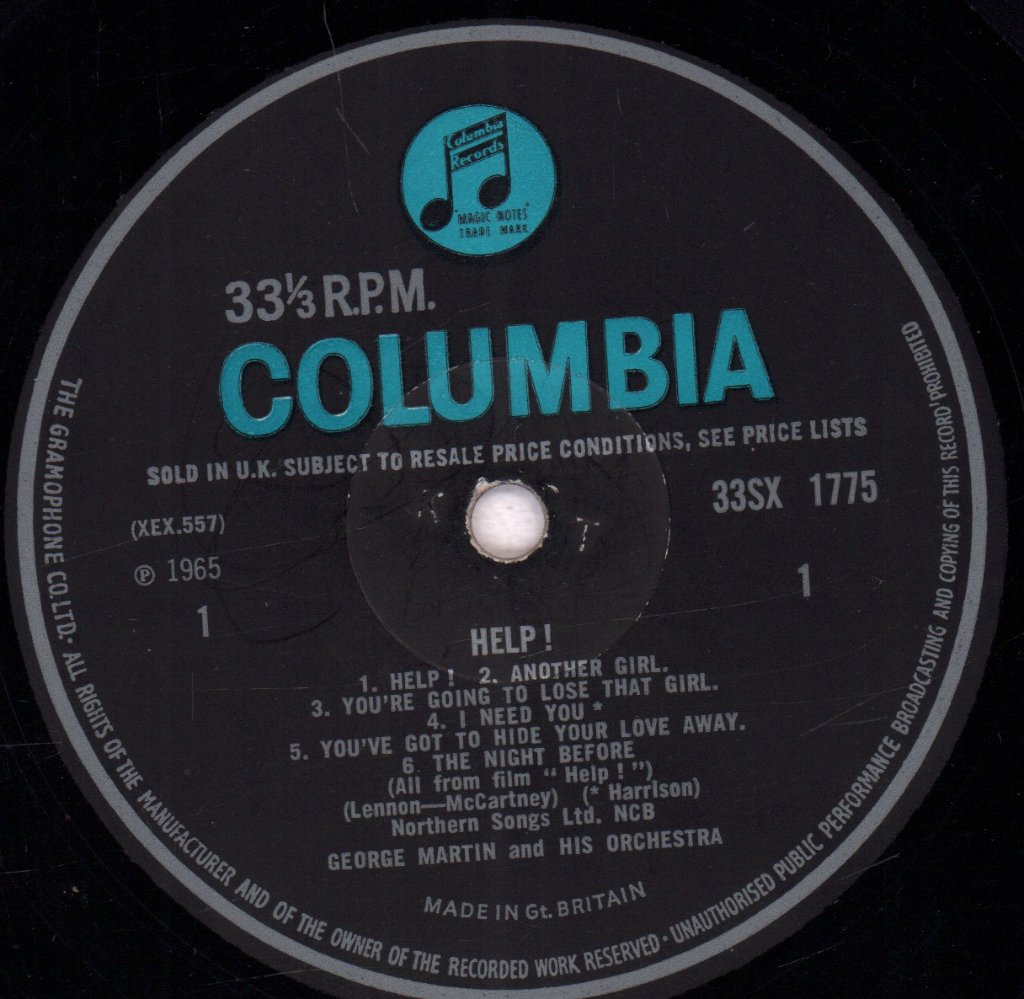 Columbia
Records
"MAGIC NOTES"
TRADE MARK
33⅓ R.P.M.
COLUMBIA
SOLD IN U.K. SUBJECT TO RESALE PRICE CONDITIONS, SEE PRICE LISTS
33SX 1775
(XEX.557)
℗ 1965
1
1
HELP!
1. HELP! 2. ANOTHER GIRL.
3. YOU'RE GOING TO LOSE THAT GIRL.
4. I NEED YOU *
5. YOU'VE GOT TO HIDE YOUR LOVE AWAY.
6. THE NIGHT BEFORE
(All from film "Help!")
(Lennon—McCartney) (* Harrison)
Northern Songs Ltd. NCB
GEORGE MARTIN and HIS ORCHESTRA
MADE IN Gt. BRITAIN
THE GRAMOPHONE CO. LTD. • ALL RIGHTS OF THE MANUFACTURER AND OF THE OWNER OF THE RECORDED WORK RESERVED • UNAUTHORISED PUBLIC PERFORMANCE BROADCASTING AND COPYING OF THIS RECORD PROHIBITED